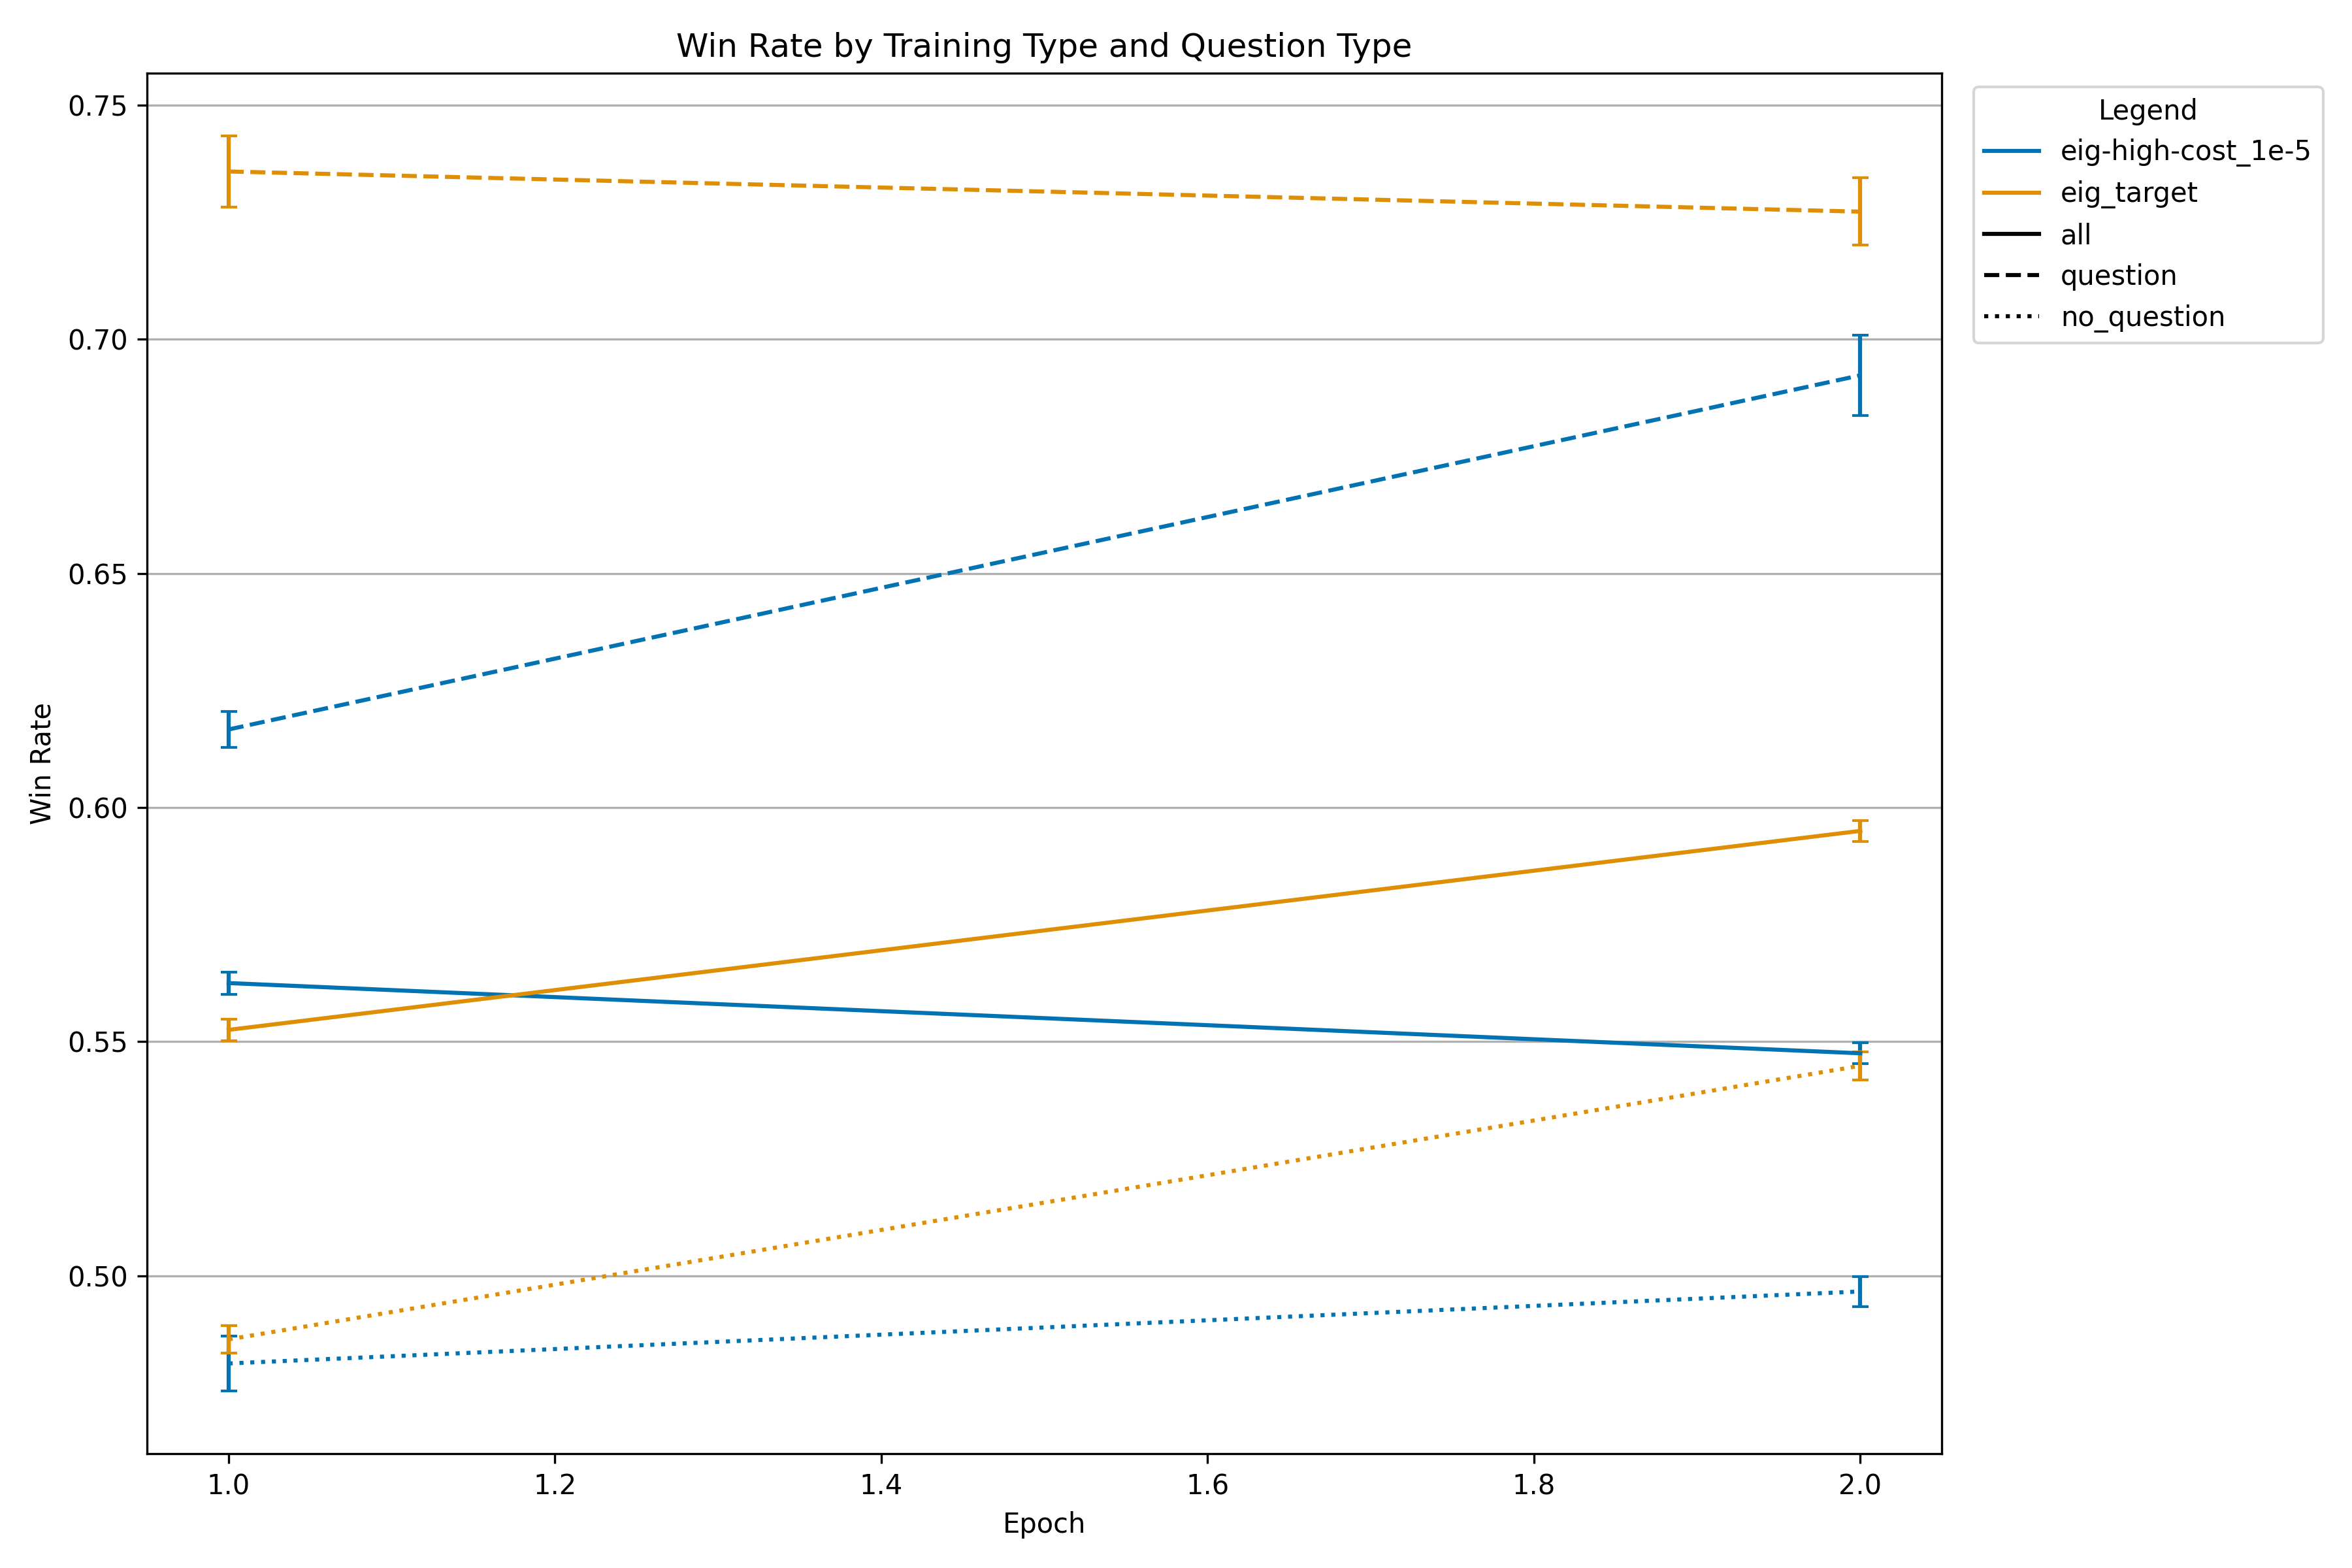 Win Rate by Training Type and Question Type
Legend
eig-high-cost_1e-5
eig_target
all
question
no_question
Win Rate
0.75
0.70
0.65
0.60
0.55
0.50
1.0 1.2 1.4 1.6 1.8 2.0
Epoch